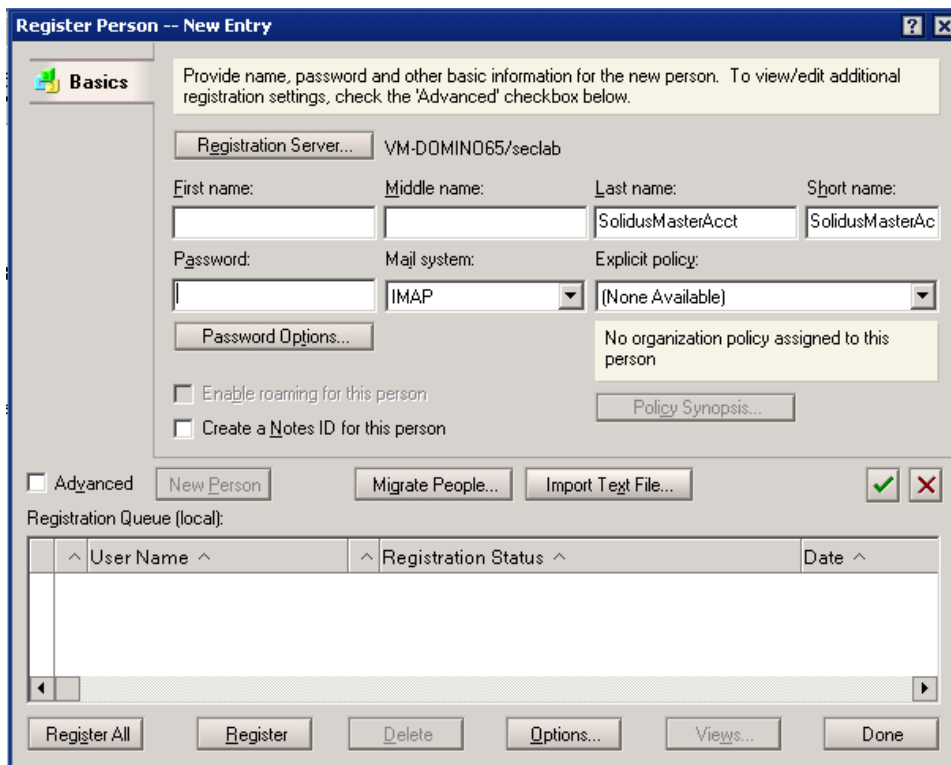 Register Person -- New Entry
Basics
Provide name, password and other basic information for the new person. To view/edit additional
registration settings, check the 'Advanced' checkbox below.
Registration Server... VM-DOMINO65/seclab
First name: Middle name: Last name: Short name:
SolidusMasterAcct SolidusMasterAc
Password: Mail system: Explicit policy:
IMAP (None Available)
Password Options... No organization policy assigned to this
person
Enable roaming for this person
Policy Synopsis...
Create a Notes ID for this person
Advanced New Person Migrate People... Import Text File...
Registration Queue (local):
User Name Registration Status Date
Register All Register Delete Options... Views... Done